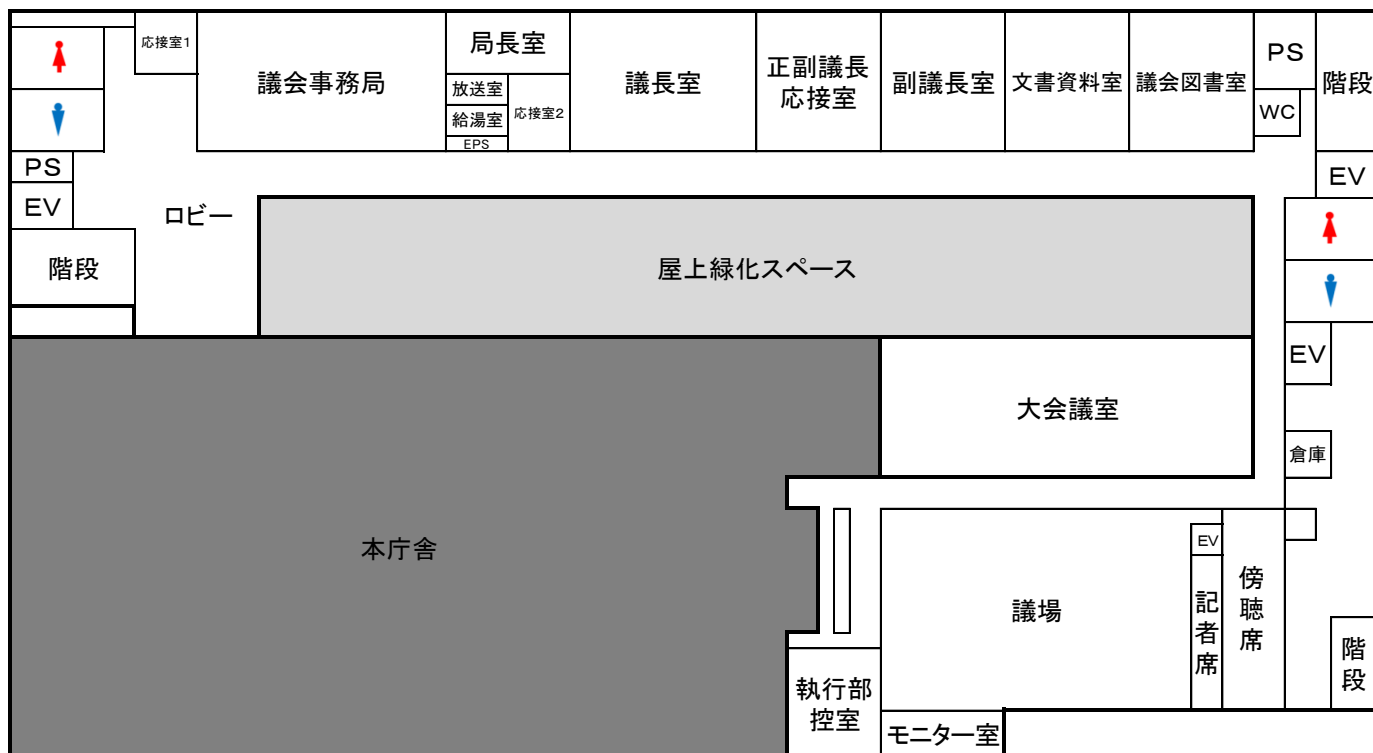 応接室1
議会事務局
局長室
放送室
給湯室
EPS
応接室2
議長室
正副議長
応接室
副議長室
文書資料室
議会図書室
PS
WC
階段
PS
EV
ロビー
階段
EV
屋上緑化スペース
EV
大会議室
倉庫
本庁舎
議場
EV
記者席
傍聴席
階段
執行部
控室
モニター室